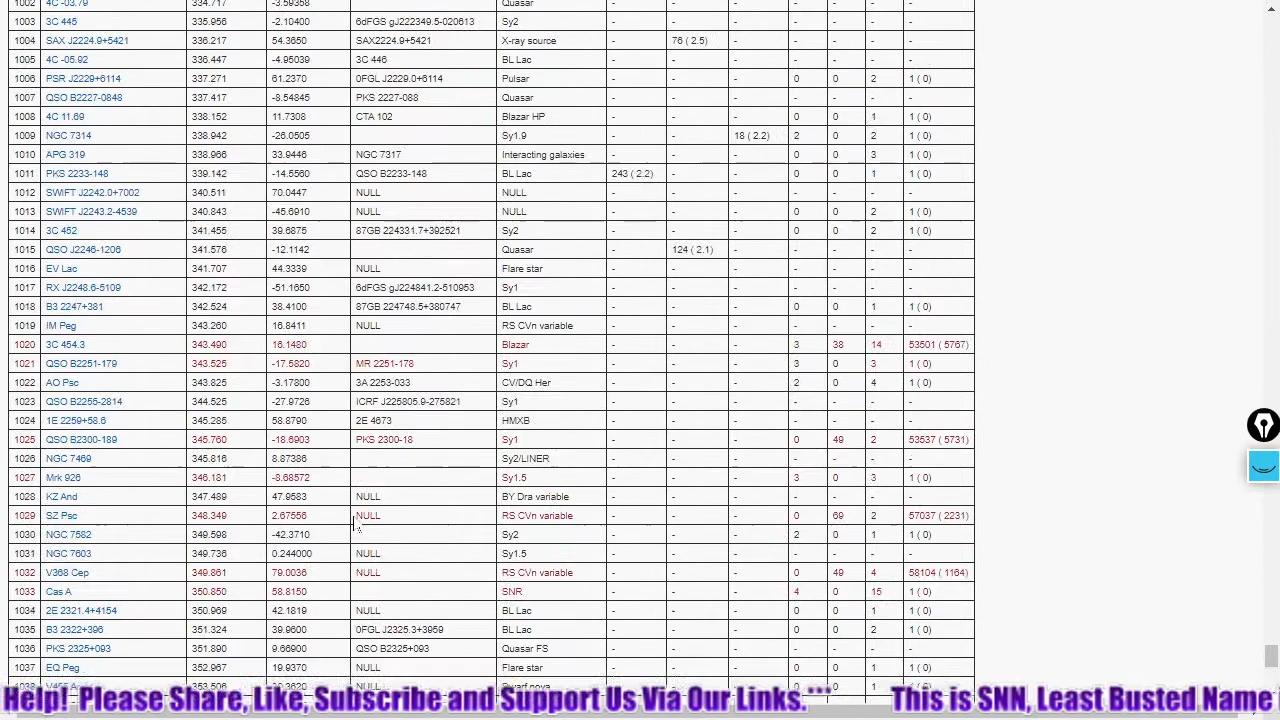 1002 4C -03.79 334.717 -3.59358 Quasar - - - - - - -
1003 3C 445 335.956 -2.10400 6dFGS gJ222349.5-020613 Sy2 - - - - - - -
1004 SAX J2224.9+5421 336.217 54.3650 SAX2224.9+5421 X-ray source - 76 ( 2.5) - - - - -
1005 4C -05.92 336.447 -4.95039 3C 446 BL Lac - - - - - - -
1006 PSR J2229+6114 337.271 61.2370 0FGL J2229.0+6114 Pulsar - - - 0 0 2 1 ( 0)
1007 QSO B2227-0848 337.417 -8.54845 PKS 2227-088 Quasar - - - - - - -
1008 4C 11.69 338.152 11.7308 CTA 102 Blazar HP - - - 0 0 1 1 ( 0)
1009 NGC 7314 338.942 -26.0505 Sy1.9 - - 18 ( 2.2) 2 0 2 1 ( 0)
1010 APG 319 338.966 33.9446 NGC 7317 Interacting galaxies - - - 0 0 3 1 ( 0)
1011 PKS 2233-148 339.142 -14.5560 QSO B2233-148 BL Lac 243 ( 2.2) - - 0 0 1 1 ( 0)
1012 SWIFT J2242.0+7002 340.511 70.0447 NULL NULL - - - - - - -
1013 SWIFT J2243.2-4539 340.843 -45.6910 NULL NULL - - - 0 0 2 1 ( 0)
1014 3C 452 341.455 39.6875 87GB 224331.7+392521 Sy2 - - - 0 0 2 1 ( 0)
1015 QSO J2246-1206 341.576 -12.1142 Quasar - 124 ( 2.1) - - - - -
1016 EV Lac 341.707 44.3339 NULL Flare star - - - - - - -
1017 RX J2248.6-5109 342.172 -51.1650 6dFGS gJ224841.2-510953 Sy1 - - - - - - -
1018 B3 2247+381 342.524 38.4100 87GB 224748.5+380747 BL Lac - - - 0 0 1 1 ( 0)
1019 IM Peg 343.260 16.8411 NULL RS CVn variable - - - - - - -
1020 3C 454.3 343.490 16.1480 Blazar - - - 3 38 14 53501 ( 5767)
1021 QSO B2251-179 343.525 -17.5820 MR 2251-178 Sy1 - - - 3 0 3 1 ( 0)
1022 AO Psc 343.825 -3.17800 3A 2253-033 CV/DQ Her - - - 2 0 4 1 ( 0)
1023 QSO B2255-2814 344.525 -27.9726 ICRF J225805.9-275821 Sy1 - - - - - - -
1024 1E 2259+58.6 345.285 58.8790 2E 4673 HMXB - - - - - - -
1025 QSO B2300-189 345.760 -18.6903 PKS 2300-18 Sy1 - - - 0 49 2 53537 ( 5731)
1026 NGC 7469 345.816 8.87386 Sy2/LINER - - - - - - -
1027 Mrk 926 346.181 -8.68572 Sy1.5 - - - 3 0 3 1 ( 0)
1028 KZ And 347.489 47.9583 NULL BY Dra variable - - - - - - -
1029 SZ Psc 348.349 2.67556 NULL RS CVn variable - - - 0 69 2 57037 ( 2231)
1030 NGC 7582 349.598 -42.3710 Sy2 - - - 2 0 1 1 ( 0)
1031 NGC 7603 349.736 0.244000 NULL Sy1.5 - - - - - - -
1032 V368 Cep 349.861 79.0036 NULL RS CVn variable - - - 0 49 4 58104 ( 1164)
1033 Cas A 350.850 58.8150 SNR - - - 4 0 15 1 ( 0)
1034 2E 2321.4+4154 350.969 42.1819 NULL BL Lac - - - 0 0 1 1 ( 0)
1035 B3 2322+396 351.324 39.9600 0FGL J2325.3+3959 BL Lac - - - 0 0 2 1 ( 0)
1036 PKS 2325+093 351.890 9.66900 QSO B2325+093 Quasar FS - - - - - - -
1037 EQ Peg 352.967 19.9370 NULL Flare star - - - 0 0 1 1 ( 0)
NULL Dwarf nova - - - 0 0 1 1 ( 0)
Help! Please Share, Like, Subscribe and Support Us Via Our Links.*** This is SNN, Least Busted Name